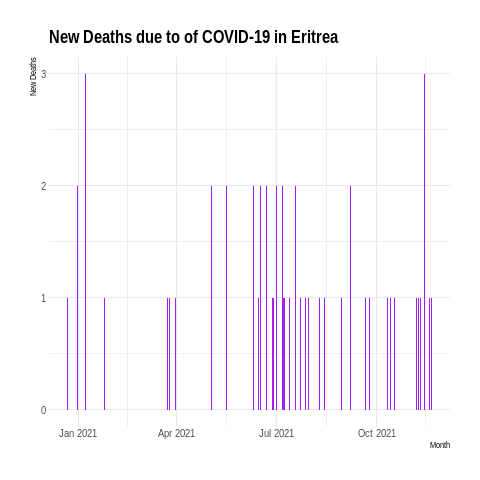 New Deaths due to of COVID-19 in Eritrea
New Deaths
3
2
1
0
Jan 2021 Apr 2021 Jul 2021 Oct 2021
Month